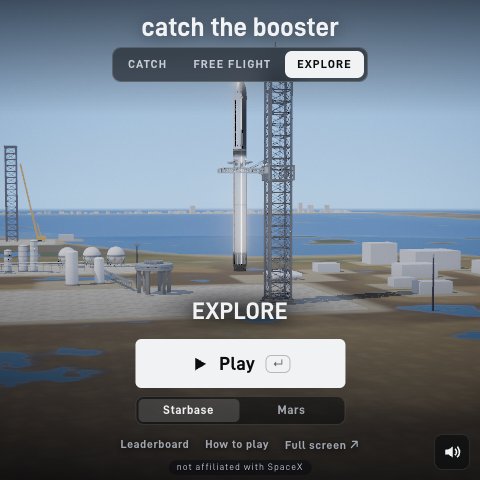 catch the booster
CATCH FREE FLIGHT EXPLORE
EXPLORE
Play
Starbase Mars
Leaderboard How to play Full screen ↗
not affiliated with SpaceX